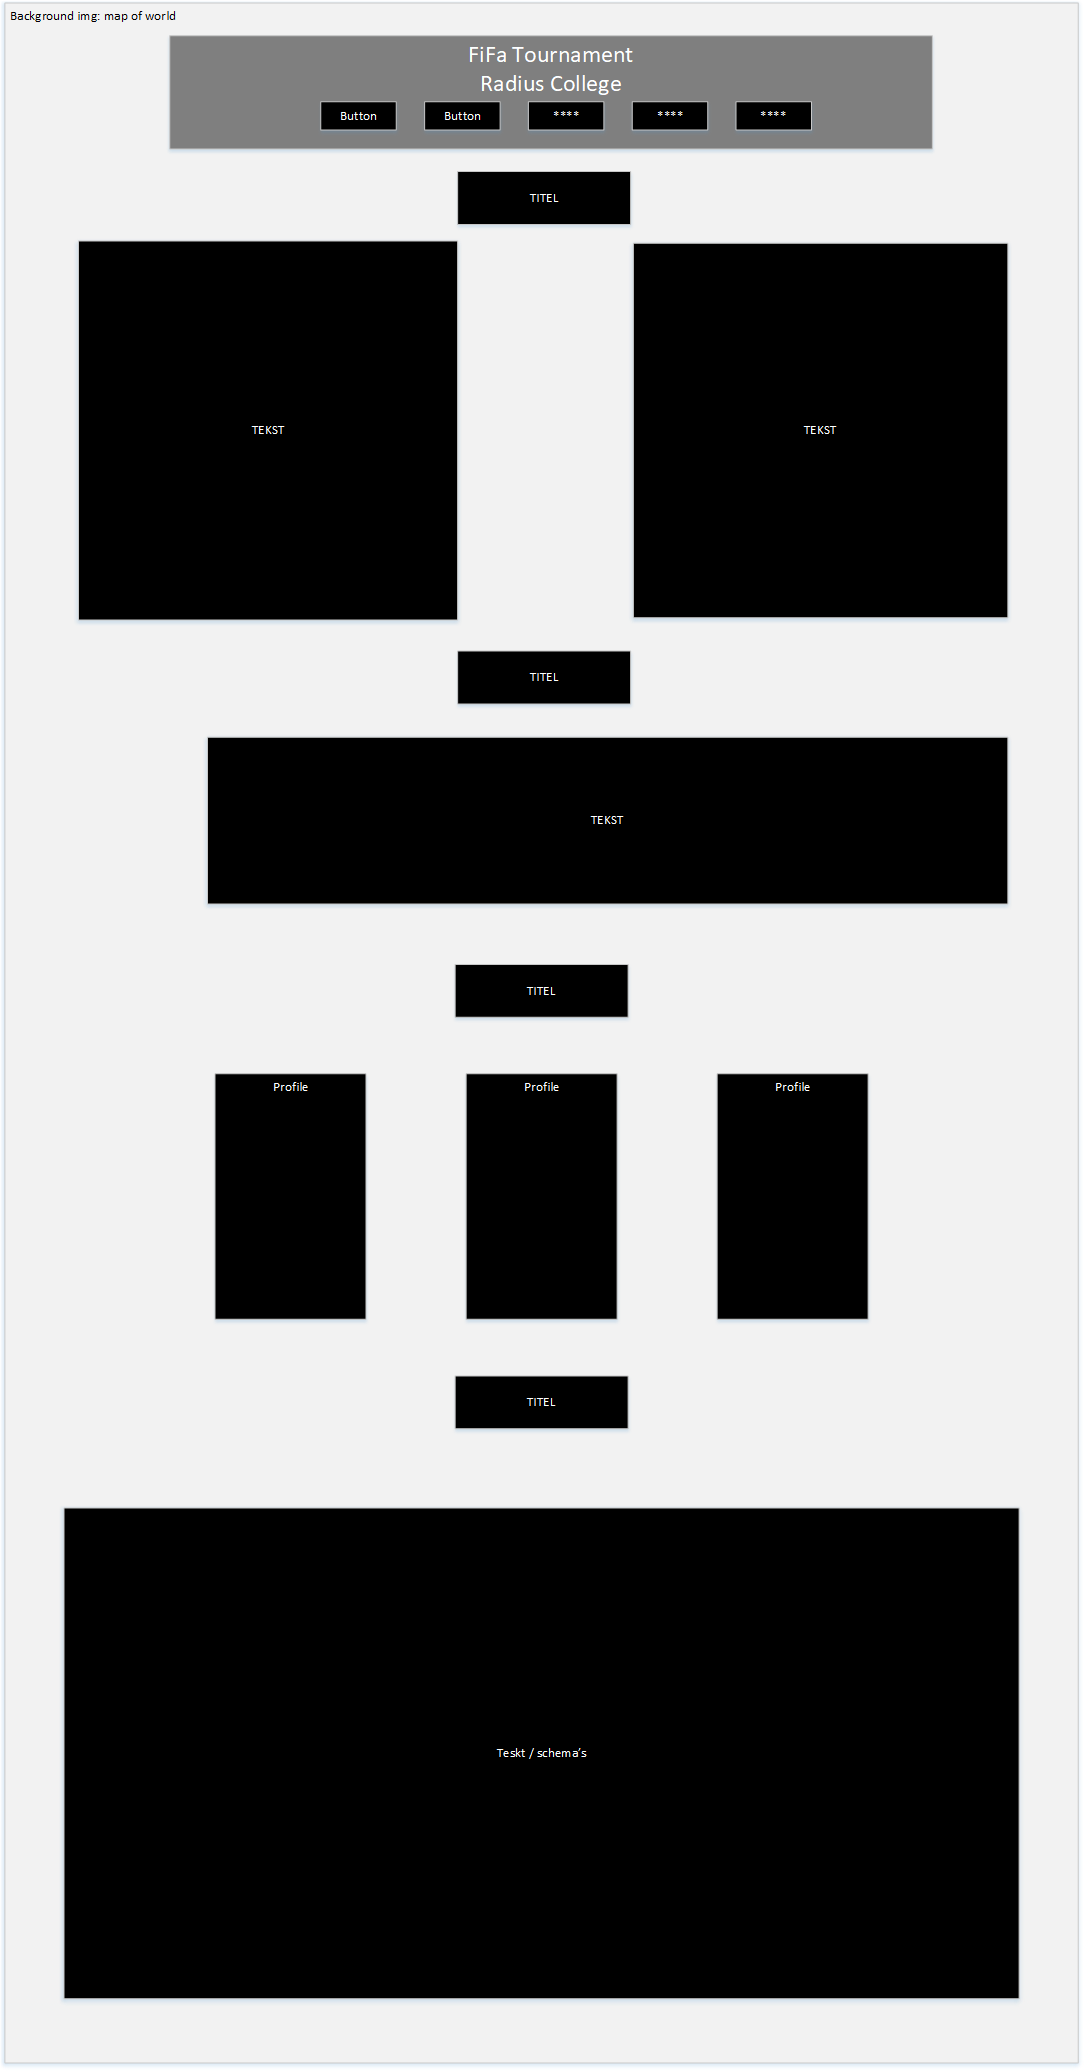 Background img: map of world
FiFa Tournament
Radius College
Button Button **** **** ****
TITEL
TEKST TEKST
TITEL
TEKST
TITEL
Profile Profile Profile
TITEL
Teskt / schema's